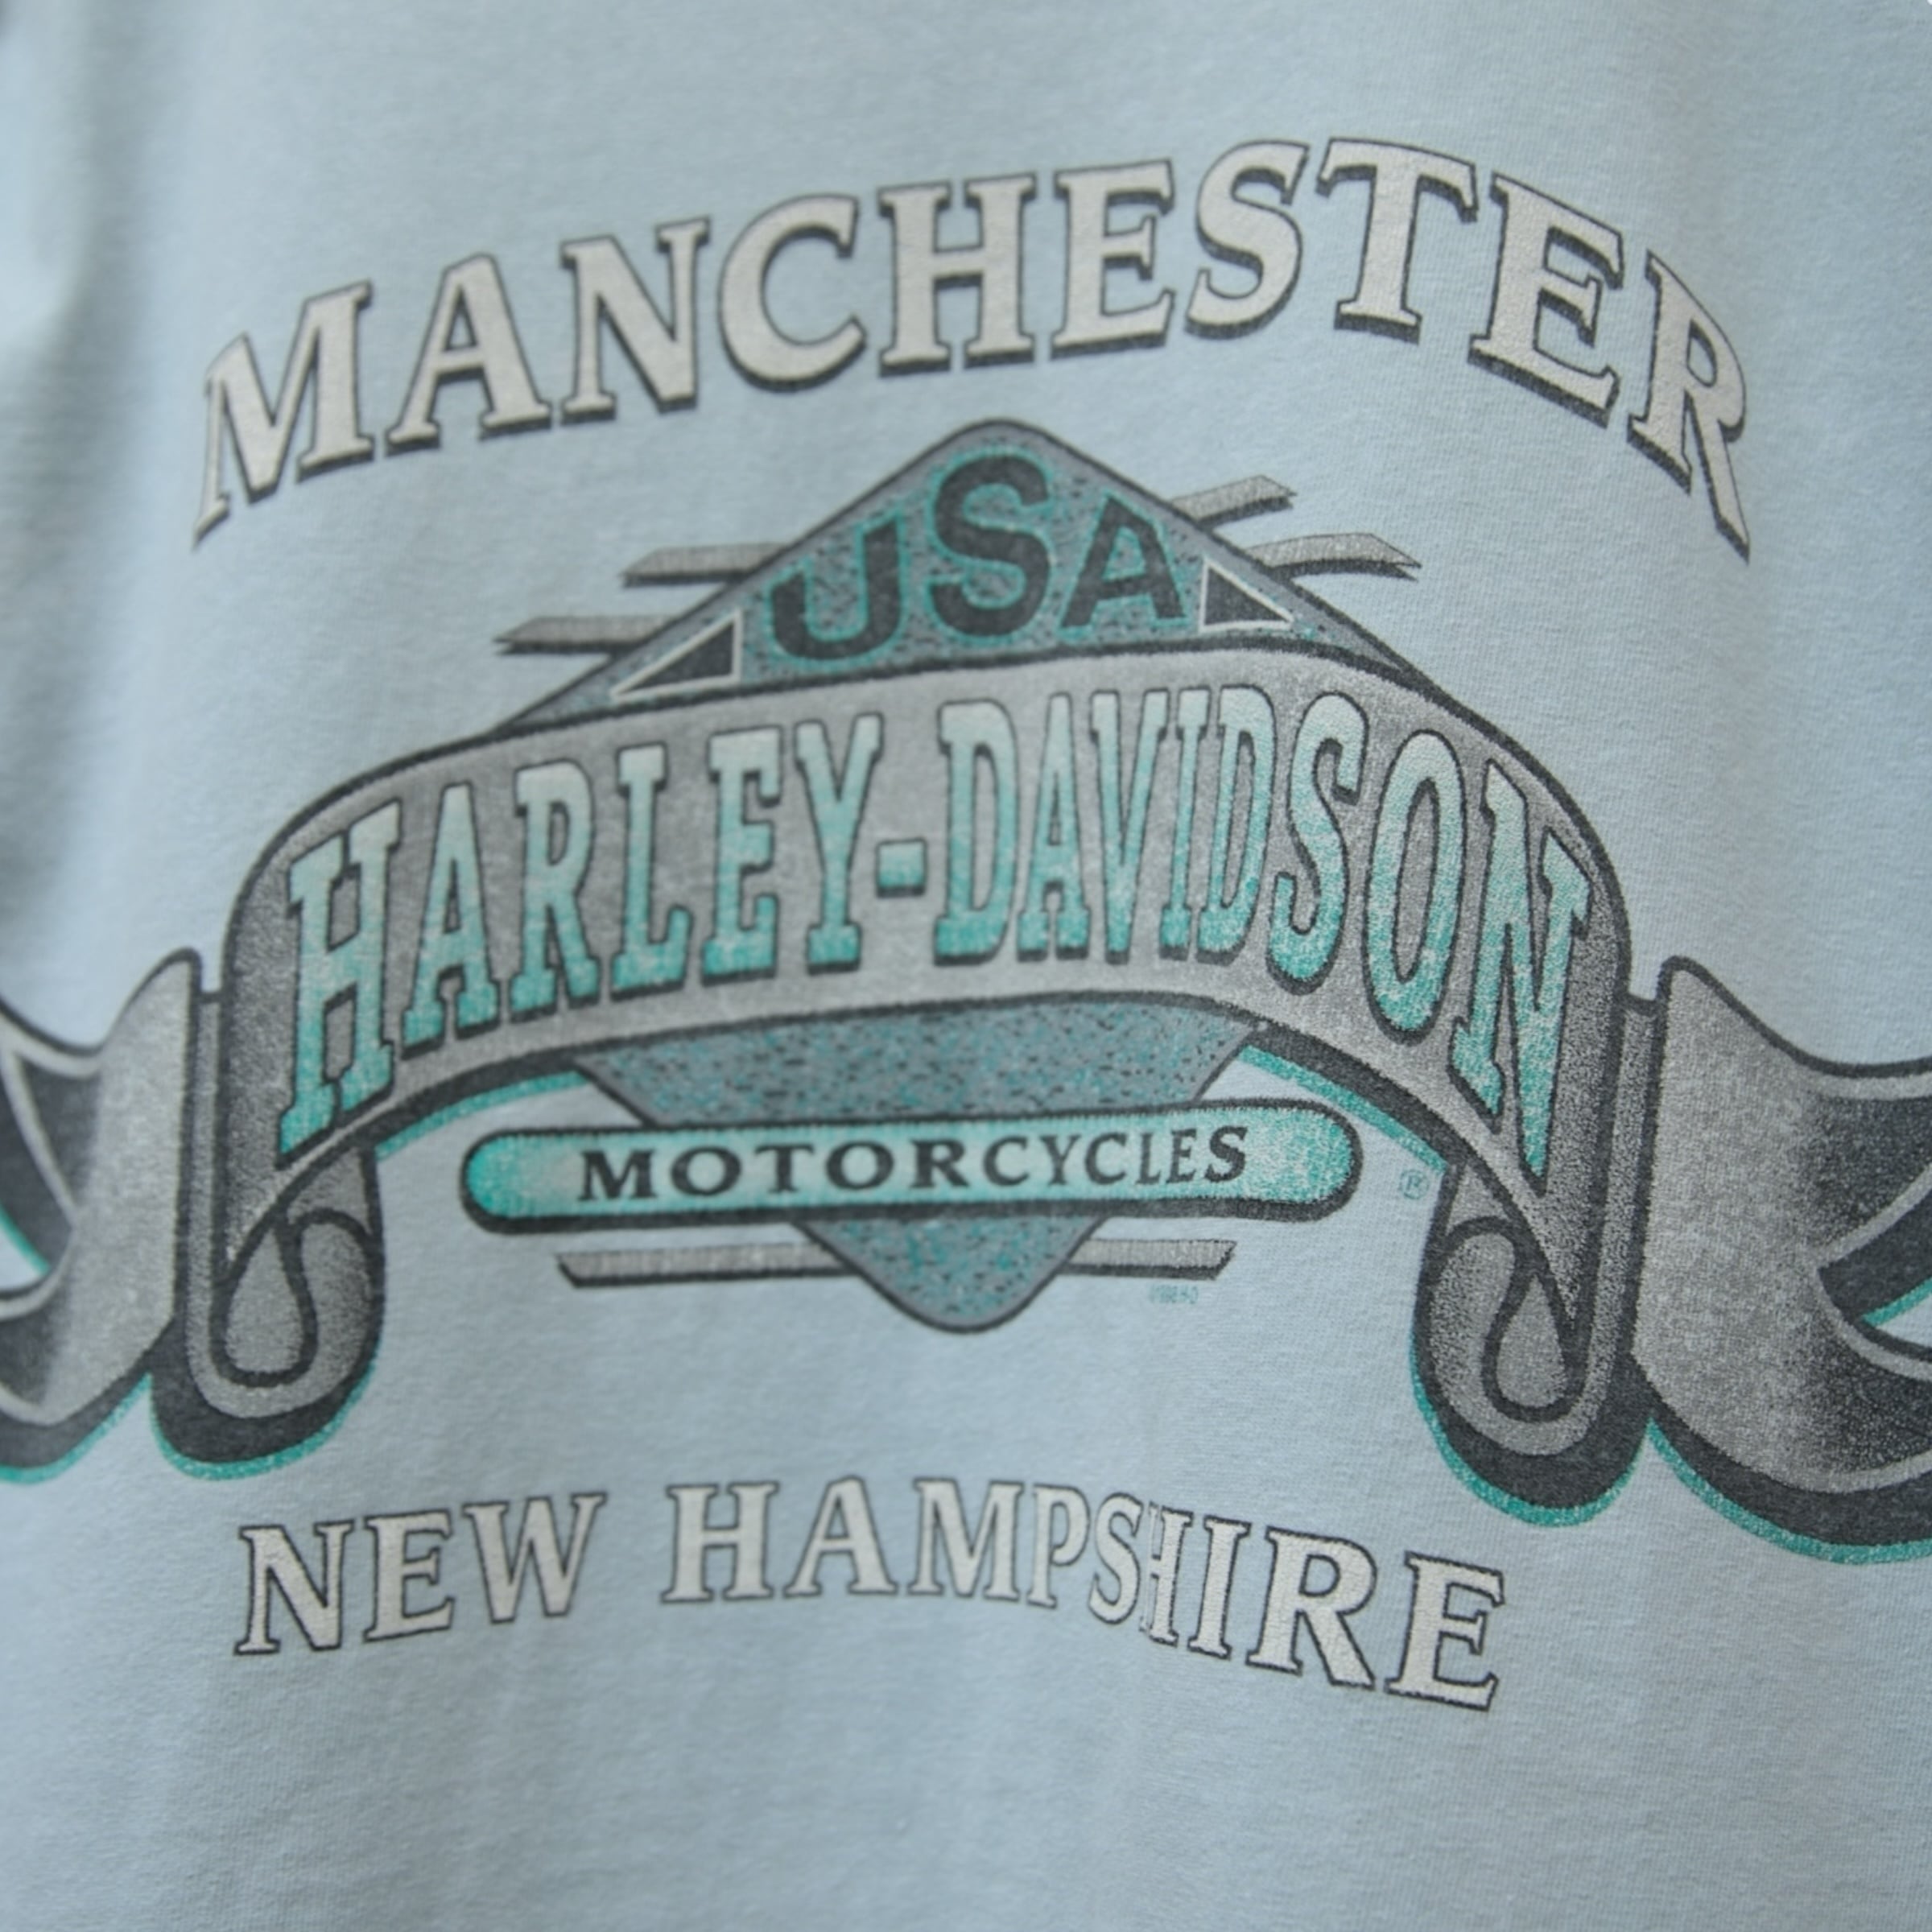 MANCHESTER
USA
HARLEY-DAVIDSON
MOTORCYCLES
®
NEW HAMPSHIRE